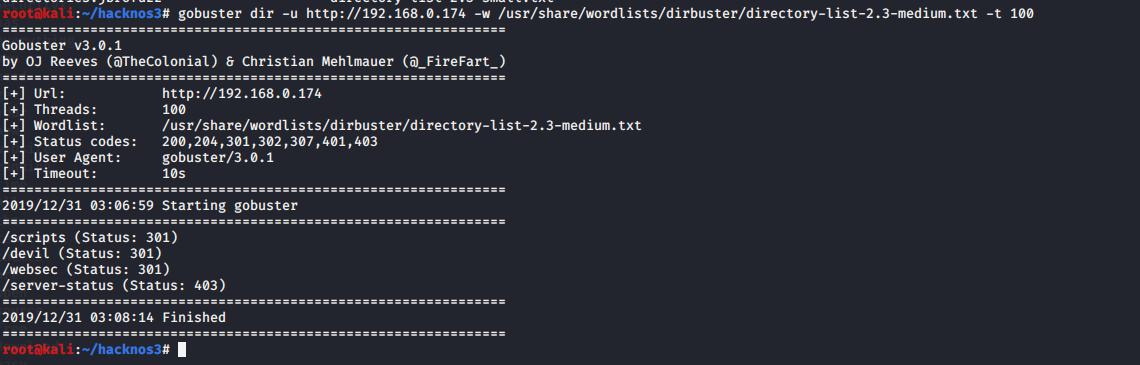 root@kali:~/hacknos3# gobuster dir -u http://192.168.0.174 -w /usr/share/wordlists/dirbuster/directory-list-2.3-medium.txt -t 100
===============================================================
Gobuster v3.0.1
by OJ Reeves (@TheColonial) & Christian Mehlmauer (@_FireFart_)
===============================================================
[+] Url:            http://192.168.0.174
[+] Threads:        100
[+] Wordlist:       /usr/share/wordlists/dirbuster/directory-list-2.3-medium.txt
[+] Status codes:   200,204,301,302,307,401,403
[+] User Agent:     gobuster/3.0.1
[+] Timeout:        10s
===============================================================
2019/12/31 03:06:59 Starting gobuster
===============================================================
/scripts (Status: 301)
/devil (Status: 301)
/websec (Status: 301)
/server-status (Status: 403)
===============================================================
2019/12/31 03:08:14 Finished
===============================================================
root@kali:~/hacknos3#